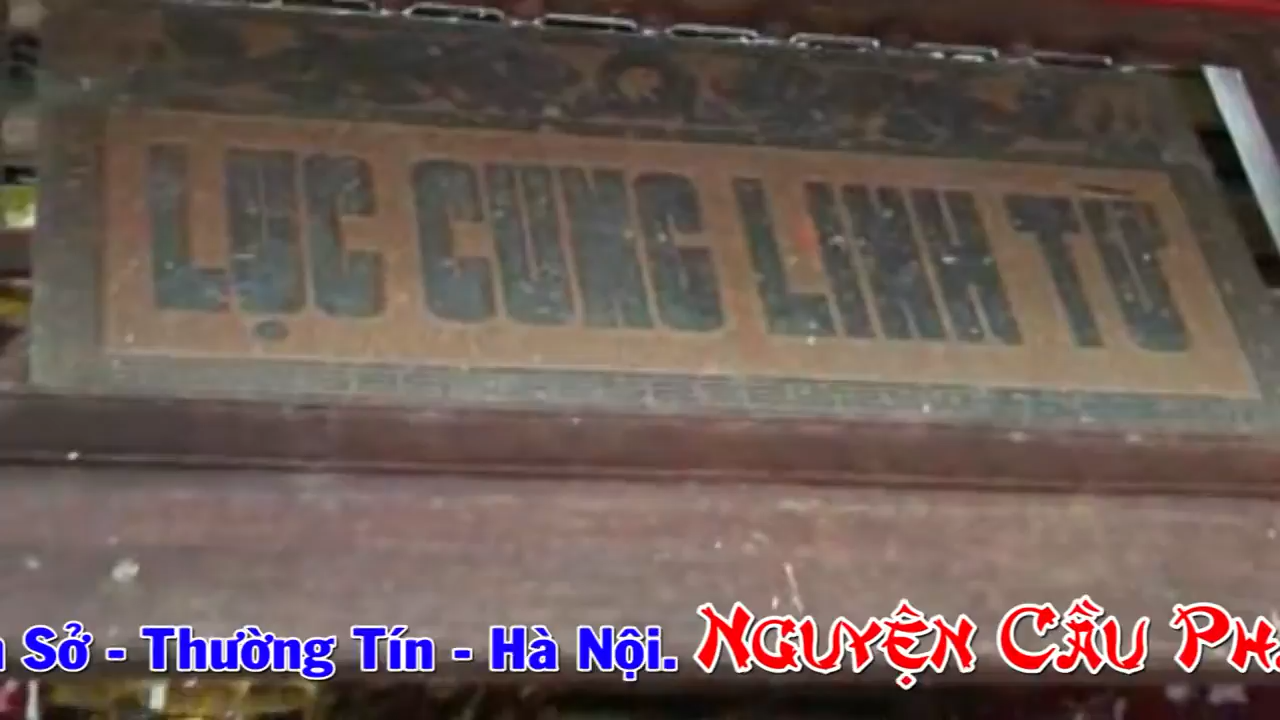 LỤC CUNG LINH TỪ
Sở - Thường Tín - Hà Nội. NGUYỆN CẦU